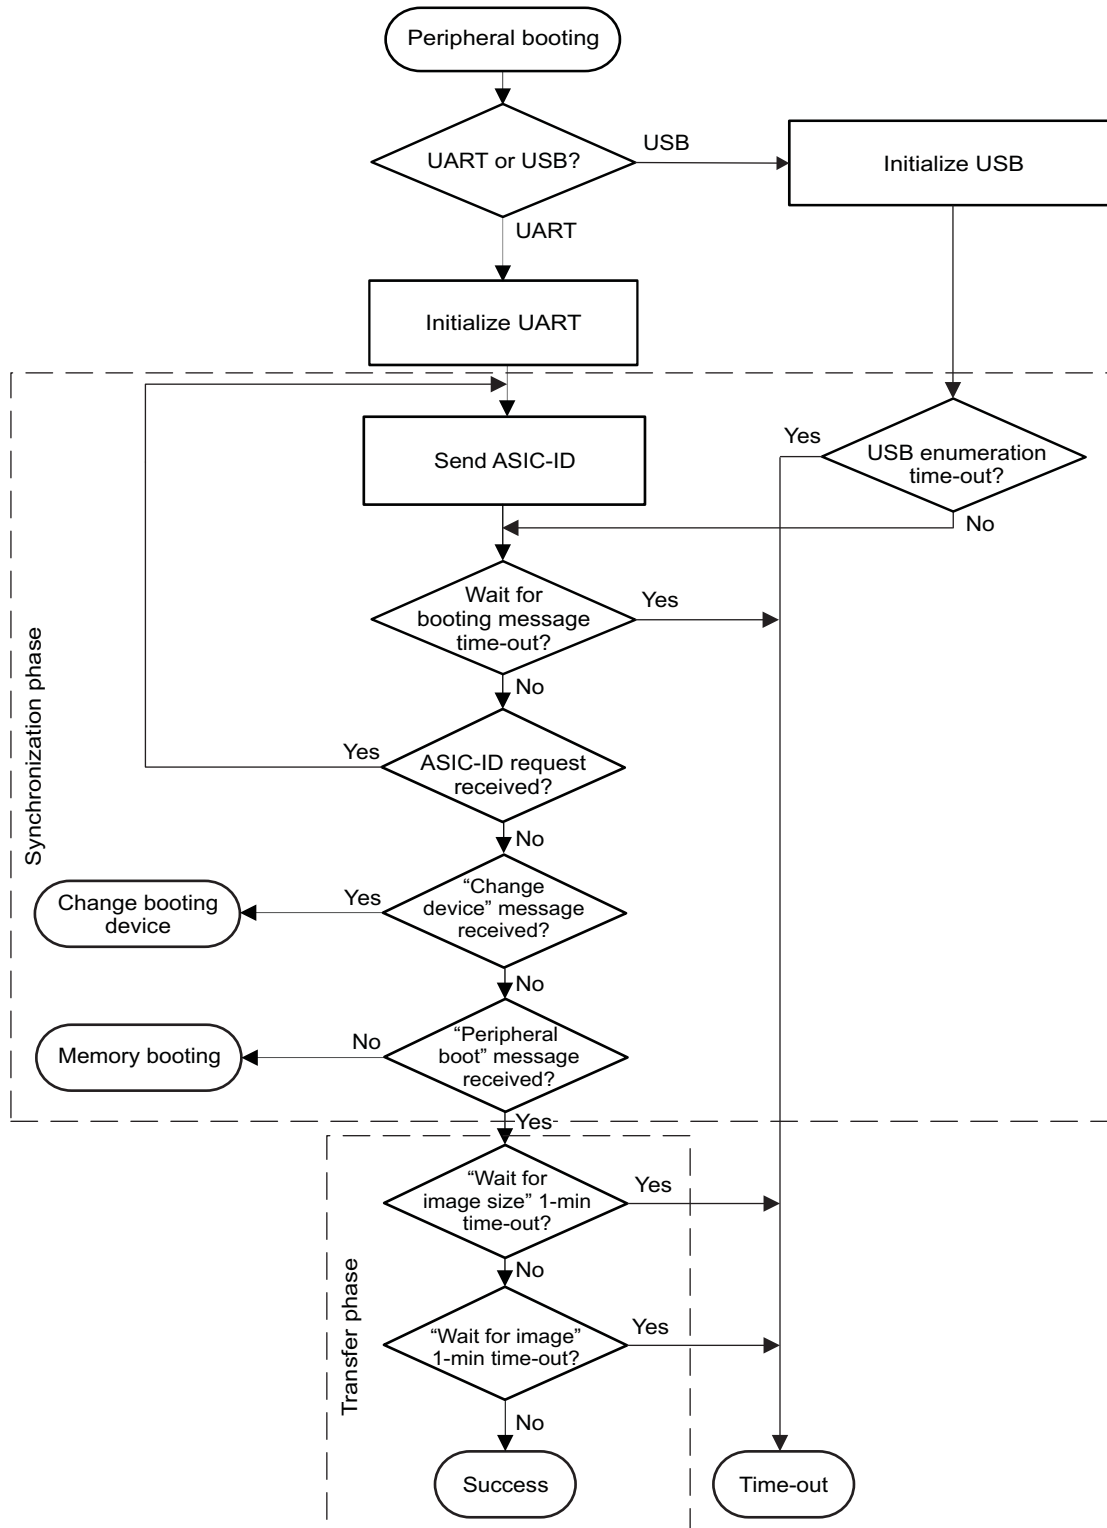 Peripheral booting
UART or USB?
USB
Initialize USB
UART
Initialize UART
Send ASIC-ID
Yes
USB enumeration
time-out?
No
Wait for
booting message
time-out?
Yes
No
Synchronization phase
Yes
ASIC-ID request
received?
No
Change booting
device
Yes
“Change
device” message
received?
No
Memory booting
No
“Peripheral
boot” message
received?
Yes
“Wait for
image size” 1-min
time-out?
Yes
No
Transfer phase
“Wait for image”
1-min time-out?
Yes
No
Success
Time-out